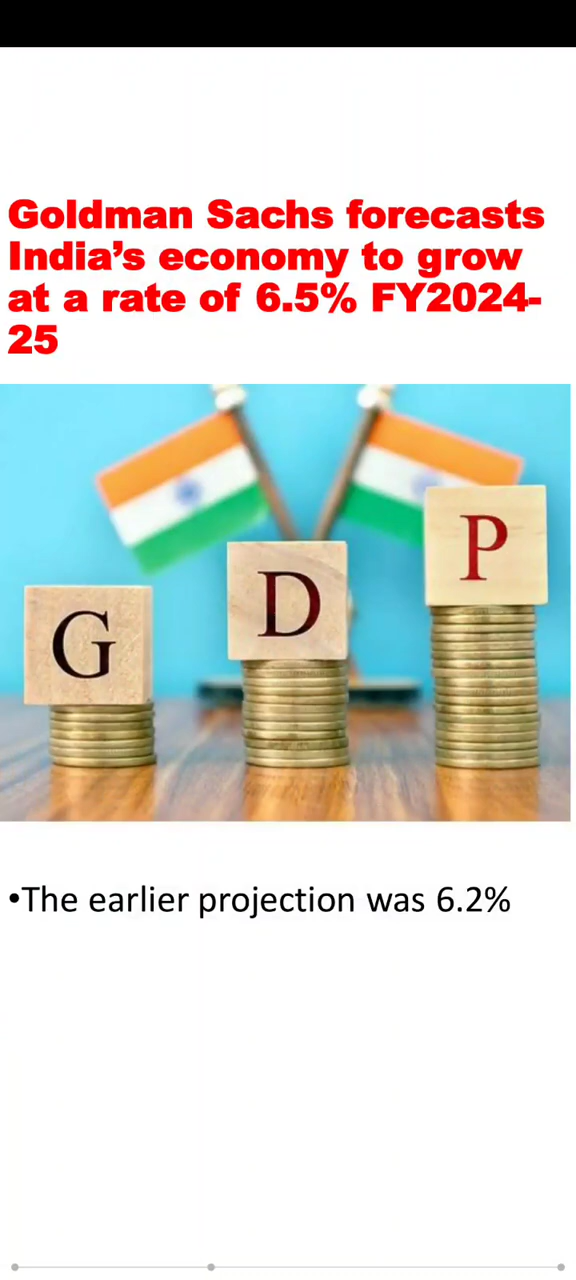 Goldman Sachs forecasts
India’s economy to grow
at a rate of 6.5% FY2024-
25
G D P
•The earlier projection was 6.2%